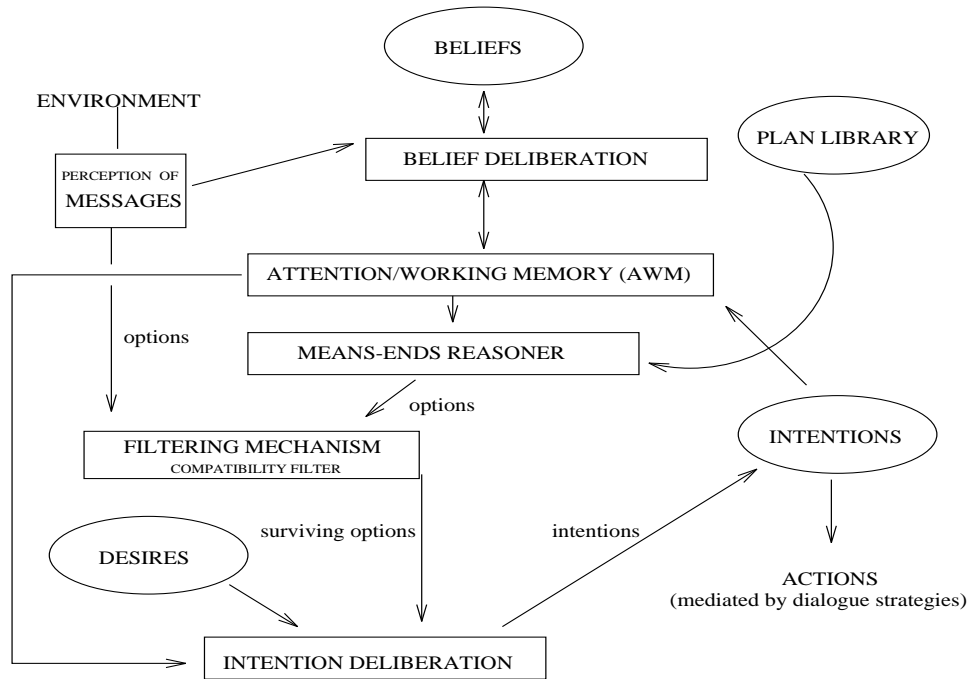 BELIEFS
ENVIRONMENT
PLAN LIBRARY
BELIEF DELIBERATION
PERCEPTION OF
MESSAGES
ATTENTION/WORKING MEMORY (AWM)
options
MEANS-ENDS REASONER
options
FILTERING MECHANISM
COMPATIBILITY FILTER
INTENTIONS
surviving options
intentions
DESIRES
ACTIONS
(mediated by dialogue strategies)
INTENTION DELIBERATION